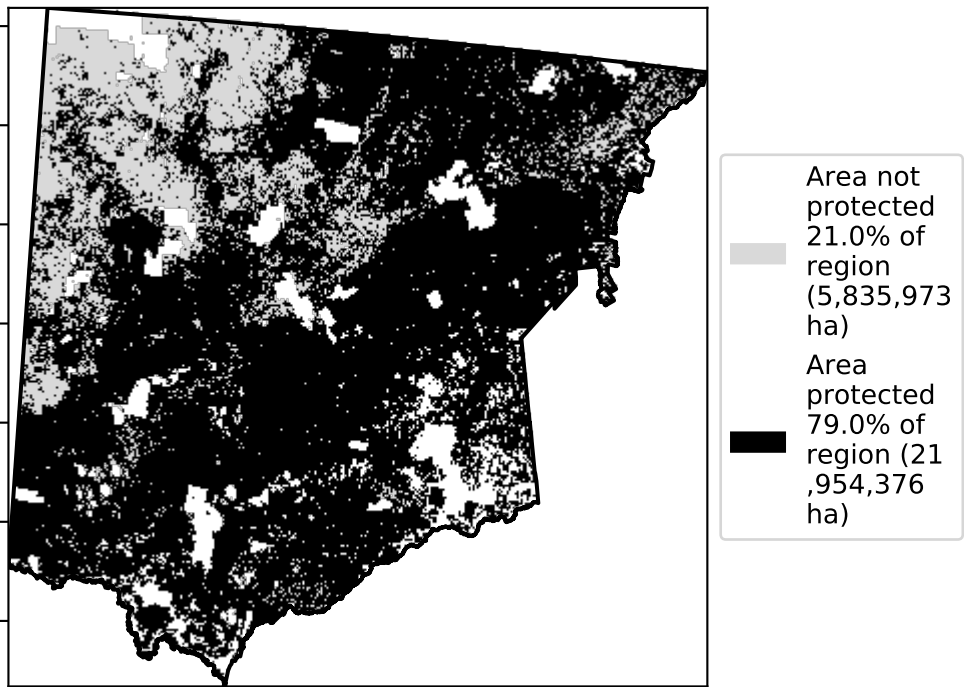 Area not
protected
21.0% of
region
(5,835,973
ha)
Area
protected
79.0% of
region (21
,954,376
ha)